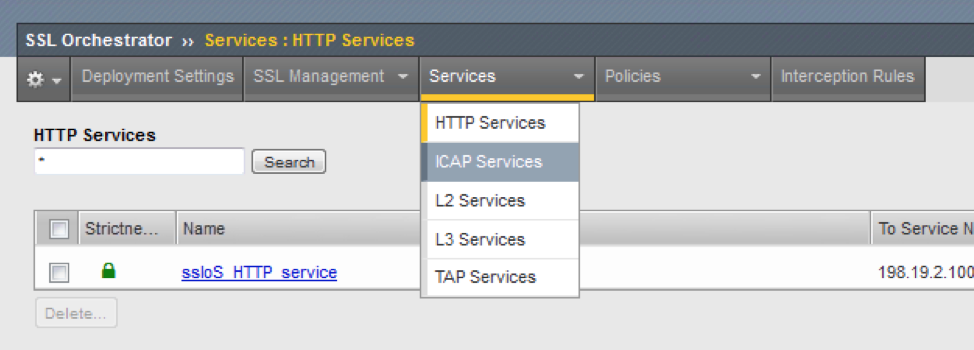 SSL Orchestrator ›› Services : HTTP Services
Deployment Settings SSL Management Services Policies Interception Rules
HTTP Services
HTTP Services
*
Search
ICAP Services
L2 Services
Strictne... Name To Service N
L3 Services
ssloS_HTTP_service 198.19.2.100
TAP Services
Delete...